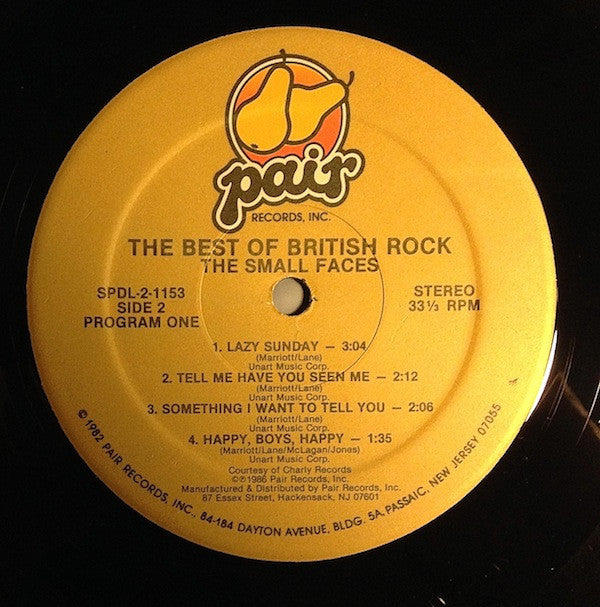 pair
RECORDS, INC.
THE BEST OF BRITISH ROCK
THE SMALL FACES
SPDL-2-1153
SIDE 2
PROGRAM ONE
STEREO
33⅓ RPM
1. LAZY SUNDAY — 3:04
(Marriott/Lane)
Unart Music Corp.
2. TELL ME HAVE YOU SEEN ME — 2:12
(Marriott/Lane)
Unart Music Corp.
3. SOMETHING I WANT TO TELL YOU — 2:06
(Marriott/Lane)
Unart Music Corp.
4. HAPPY, BOYS, HAPPY — 1:35
(Marriott/Lane/McLagan/Jones)
Unart Music Corp.
Courtesy of Charly Records
©℗1986 Pair Records, Inc.
Manufactured & Distributed by Pair Records, Inc.
87 Essex Street, Hackensack, NJ 07601
©1982 PAIR RECORDS, INC., 84-184 DAYTON AVENUE, BLDG. 5A, PASSAIC, NEW JERSEY 07055